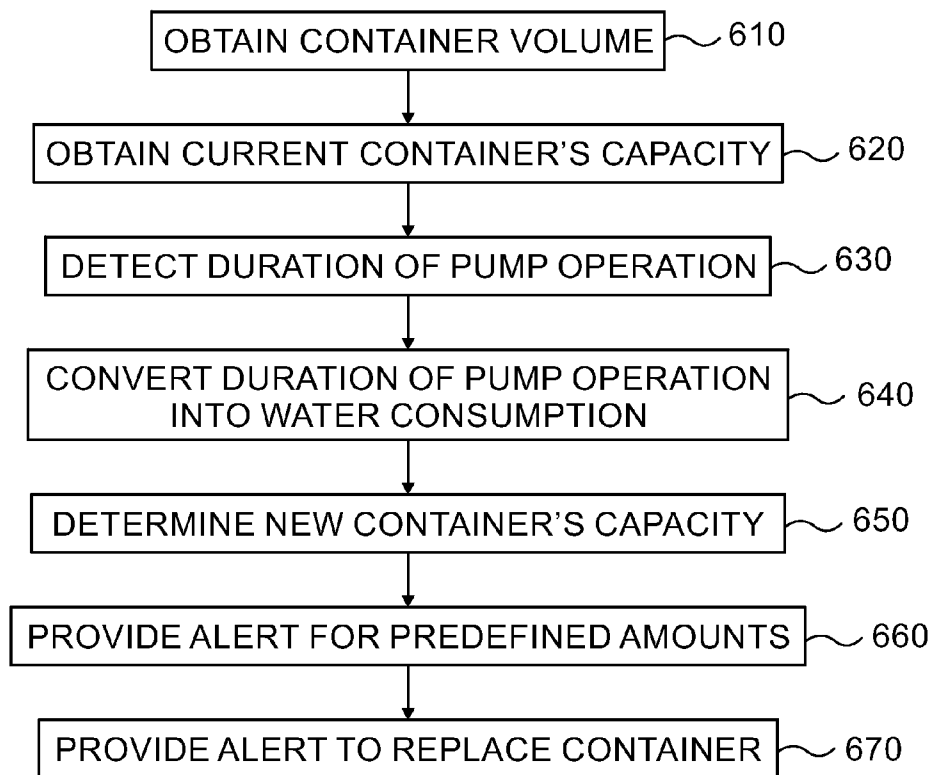 OBTAIN CONTAINER VOLUME 610
OBTAIN CURRENT CONTAINER'S CAPACITY 620
DETECT DURATION OF PUMP OPERATION 630
CONVERT DURATION OF PUMP OPERATION
INTO WATER CONSUMPTION 640
DETERMINE NEW CONTAINER'S CAPACITY 650
PROVIDE ALERT FOR PREDEFINED AMOUNTS 660
PROVIDE ALERT TO REPLACE CONTAINER 670